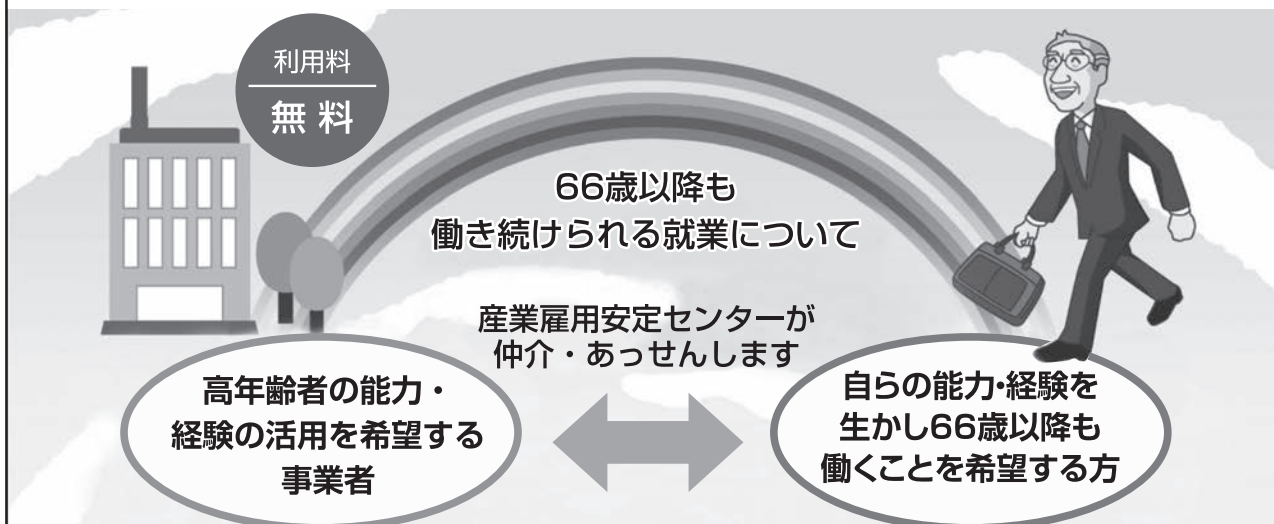 利用料
無料
66歳以降も
働き続けられる就業について
産業雇用安定センターが
仲介・あっせんします
高年齢者の能力・
経験の活用を希望する
事業者
自らの能力・経験を
生かし66歳以降も
働くことを希望する方